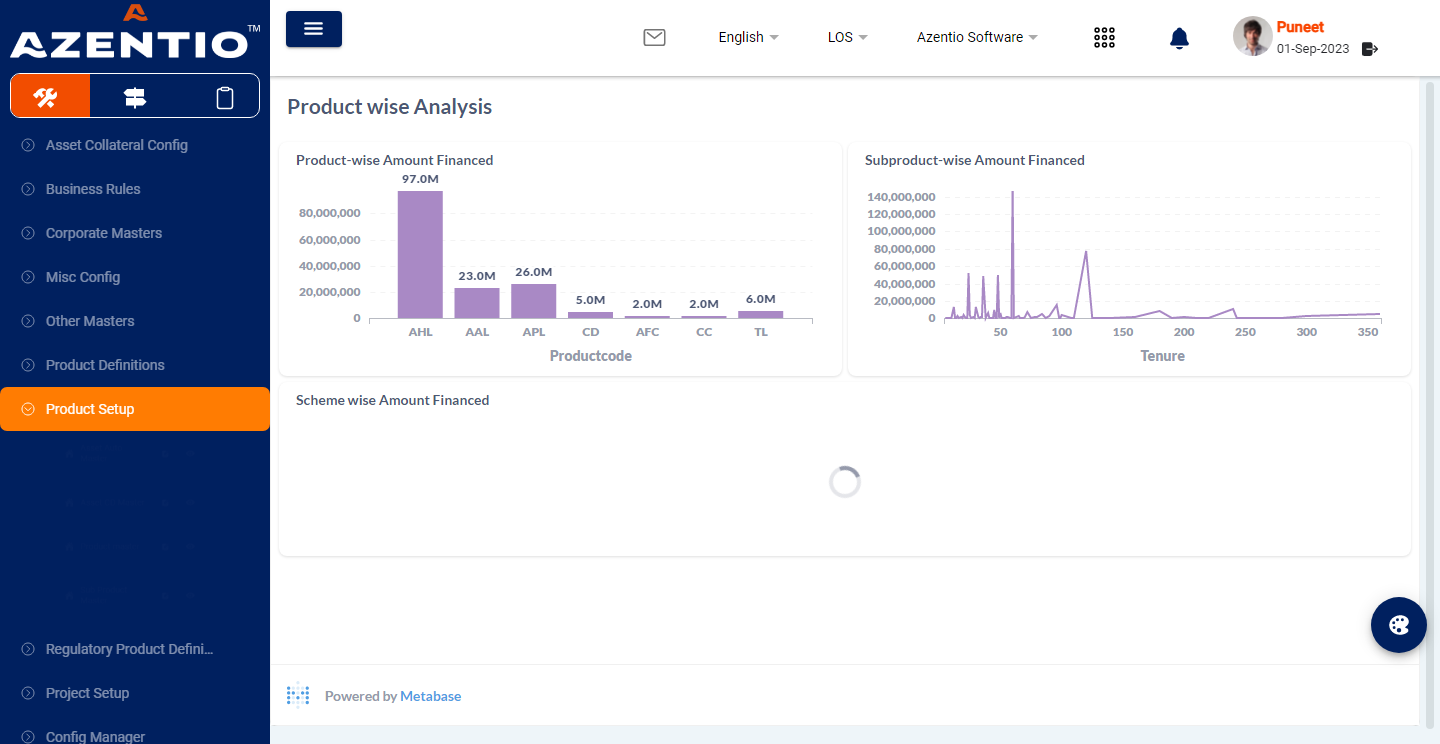 AZENTIO™
English
LOS
Azentio Software
Puneet
01-Sep-2023
Asset Collateral Config
Business Rules
Corporate Masters
Misc Config
Other Masters
Product Definitions
Product Setup
Regulatory Product Defini...
Project Setup
Config Manager
Product wise Analysis
Product-wise Amount Financed
97.0M
80,000,000
60,000,000
40,000,000
20,000,000
0
23.0M
26.0M
5.0M
2.0M
2.0M
6.0M
AHL AAL APL CD AFC CC TL
Productcode
Subproduct-wise Amount Financed
140,000,000
120,000,000
100,000,000
80,000,000
60,000,000
40,000,000
20,000,000
0
50 100 150 200 250 300 350
Tenure
Scheme wise Amount Financed
Powered by Metabase